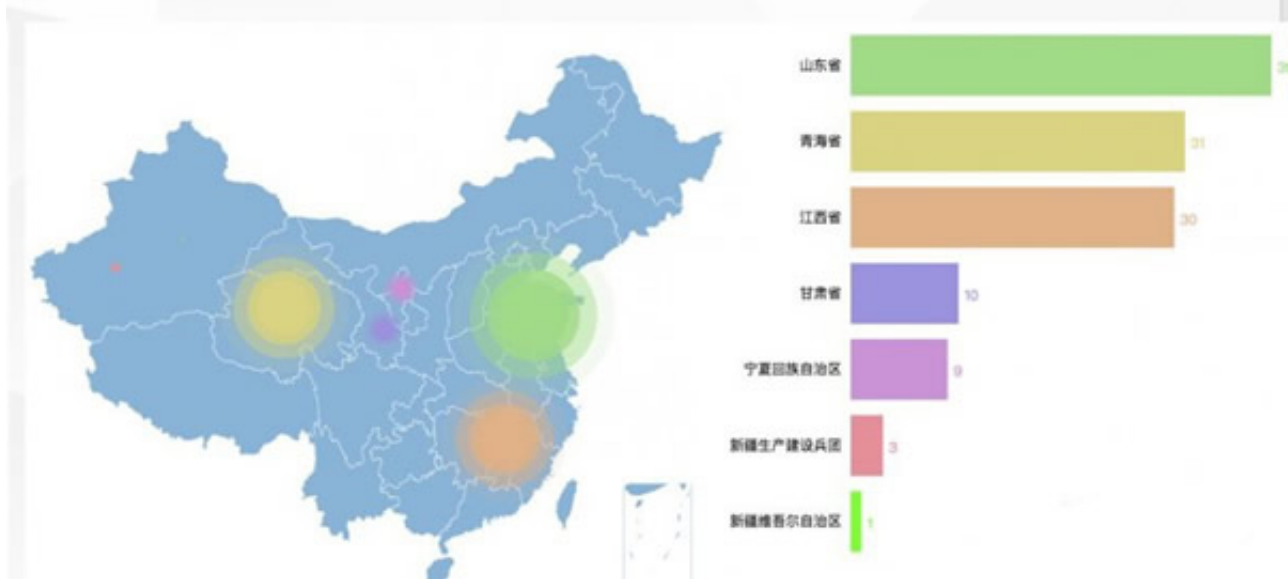 山东省
青海省 31
江西省 30
甘肃省 10
宁夏回族自治区 9
新疆生产建设兵团 3
新疆维吾尔自治区 1